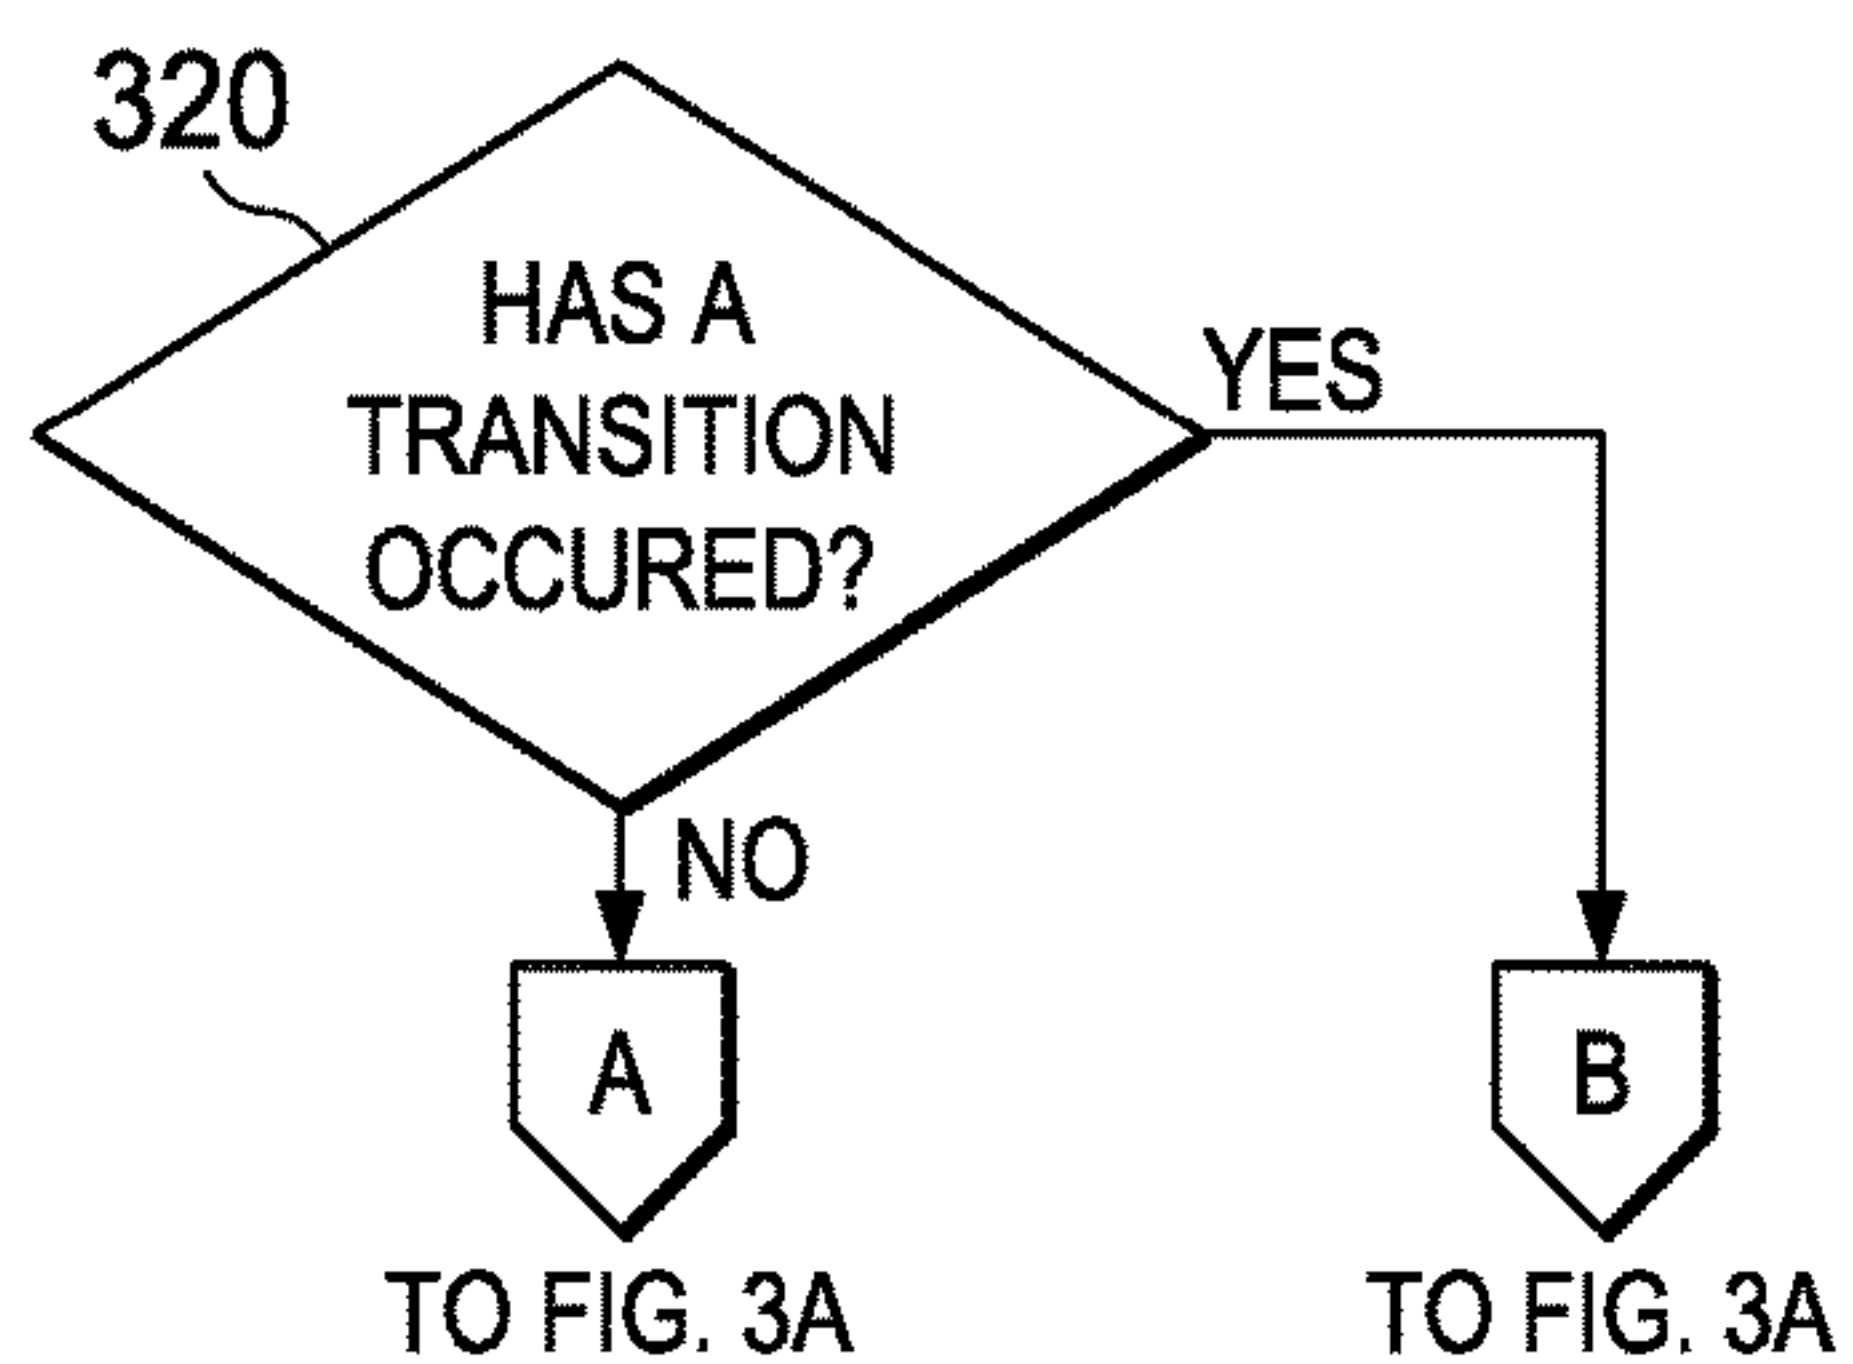 320
HAS A
TRANSITION
OCCURED?
YES
NO
A
B
TO FIG. 3A
TO FIG. 3A